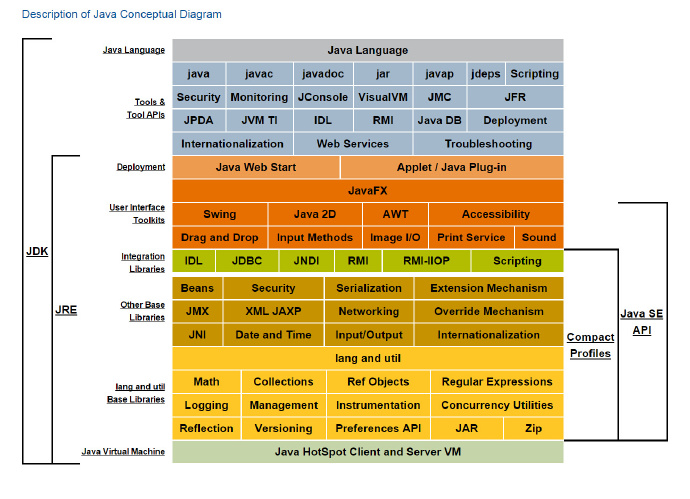 Description of Java Conceptual Diagram
Java Language Java Language
java javac javadoc jar javap jdeps Scripting
Security Monitoring JConsole VisualVM JMC JFR
Tools &
Tool APIs
JPDA JVM TI IDL RMI Java DB Deployment
Internationalization Web Services Troubleshooting
Deployment Java Web Start Applet / Java Plug-in
JavaFX
User Interface
Toolkits
Swing Java 2D AWT Accessibility
Drag and Drop Input Methods Image I/O Print Service Sound
Integration
Libraries
IDL JDBC JNDI RMI RMI-IIOP Scripting
JDK
Beans Security Serialization Extension Mechanism
Other Base
Libraries
JMX XML JAXP Networking Override Mechanism
JRE
Java SE
API
JNI Date and Time Input/Output Internationalization
Compact
Profiles
lang and util
lang and util
Base Libraries
Math Collections Ref Objects Regular Expressions
Logging Management Instrumentation Concurrency Utilities
Reflection Versioning Preferences API JAR Zip
Java Virtual Machine Java HotSpot Client and Server VM